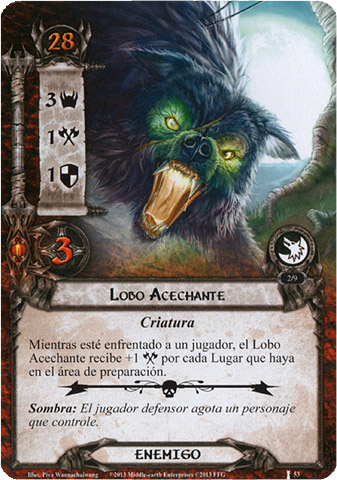 28
3
1
1
3
2/9
LOBO ACECHANTE
Criatura
Mientras esté enfrentado a un jugador, el Lobo
Acechante recibe +1 por cada Lugar que haya
en el área de preparación.
Sombra: El jugador defensor agota un personaje
que controle.
ENEMIGO
Illus. Piya Wannachaiwong ©2013 Middle-earth Enterprises ©2013 FFG 53